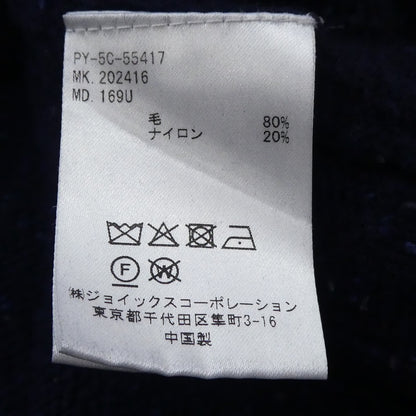 PY-5C-55417
MK. 202416
MD. 169U
毛 80%
ナイロン 20%
F W
㈱ジョイックスコーポレーション
東京都千代田区隼町3-16
中国製